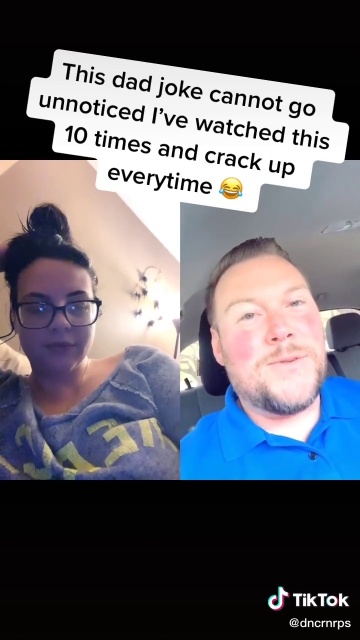 This dad joke cannot go
unnoticed I’ve watched this
10 times and crack up
everytime 😂
TikTok
@dncrnrps